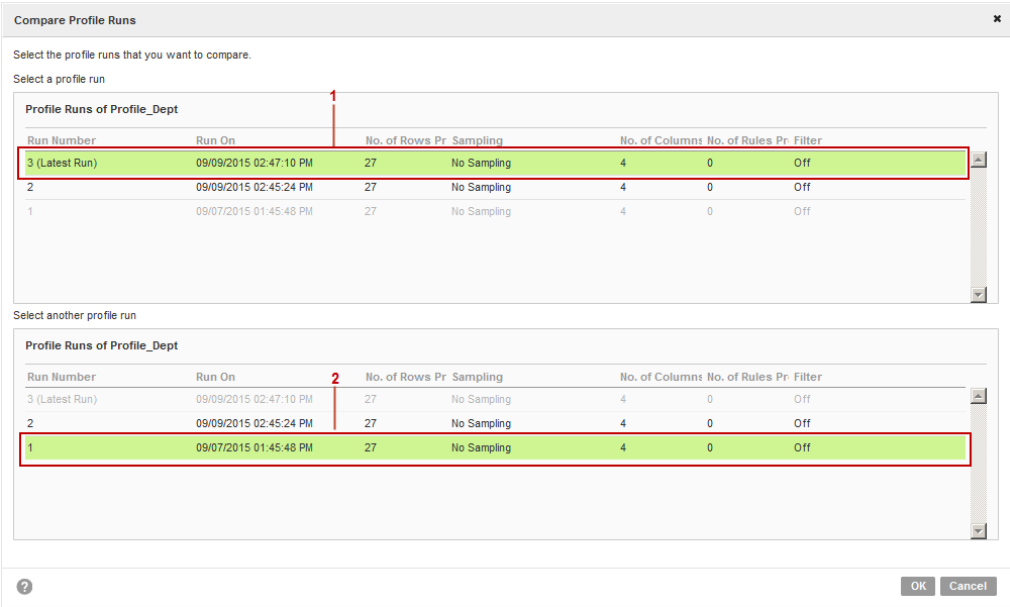 Compare Profile Runs
Select the profile runs that you want to compare.
Select a profile run
1
Profile Runs of Profile_Dept
Run Number Run On No. of Rows Pr Sampling No. of Columns No. of Rules Pr Filter
3 (Latest Run) 09/09/2015 02:47:10 PM 27 No Sampling 4 0 Off
2 09/09/2015 02:45:24 PM 27 No Sampling 4 0 Off
1 09/07/2015 01:45:48 PM 27 No Sampling 4 0 Off
Select another profile run
Profile Runs of Profile_Dept
Run Number Run On 2 No. of Rows Pr Sampling No. of Columns No. of Rules Pr Filter
3 (Latest Run) 09/09/2015 02:47:10 PM 27 No Sampling 4 0 Off
2 09/09/2015 02:45:24 PM 27 No Sampling 4 0 Off
1 09/07/2015 01:45:48 PM 27 No Sampling 4 0 Off
? OK Cancel